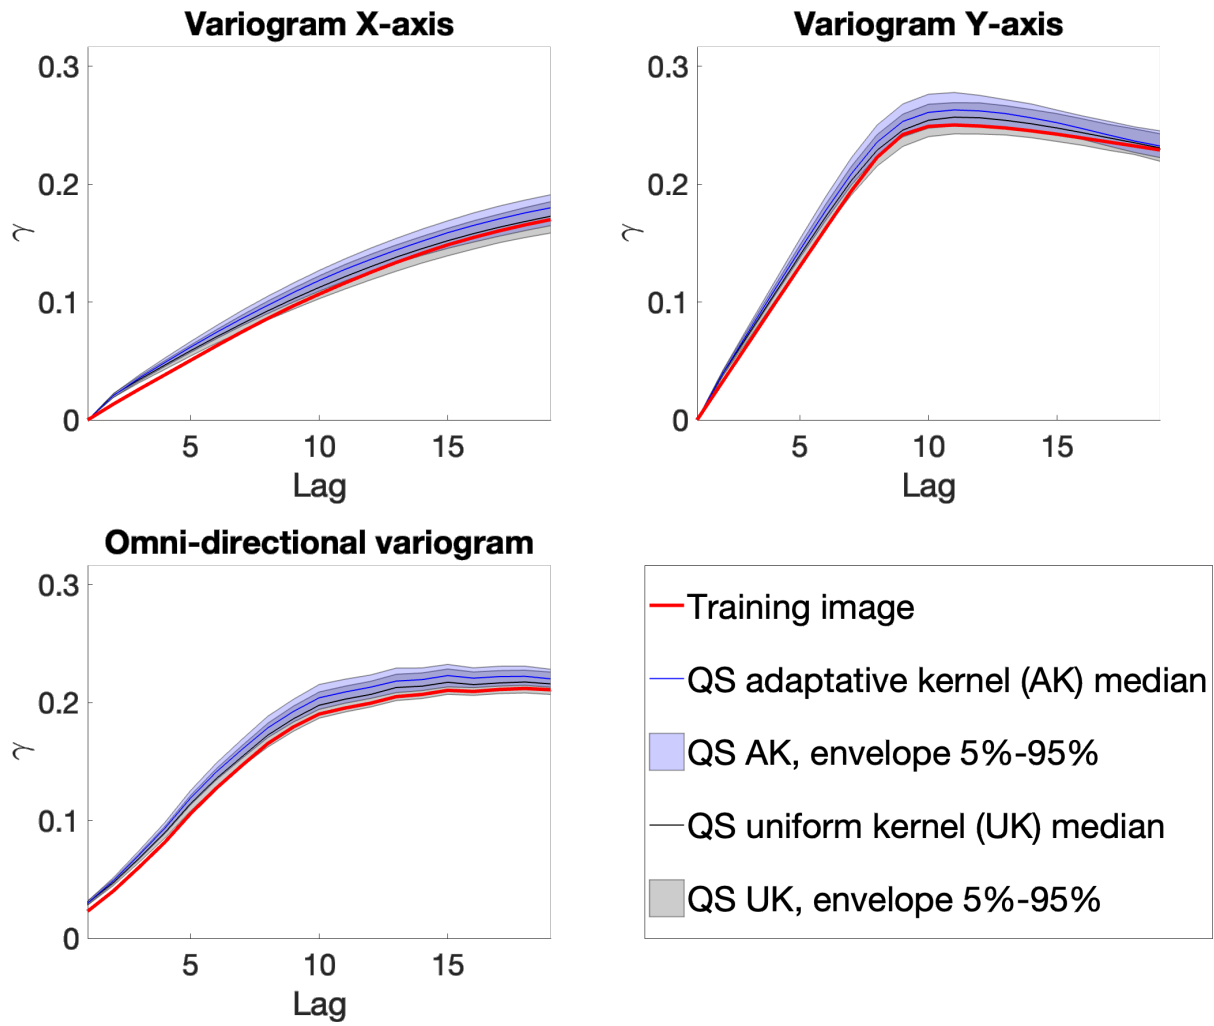 Variogram X-axis
0.3
0.2
0.1
0
γ
5 10 15
Lag
Variogram Y-axis
0.3
0.2
0.1
0
γ
5 10 15
Lag
Omni-directional variogram
0.3
0.2
0.1
0
γ
5 10 15
Lag
Training image
QS adaptative kernel (AK) median
QS AK, envelope 5%-95%
QS uniform kernel (UK) median
QS UK, envelope 5%-95%